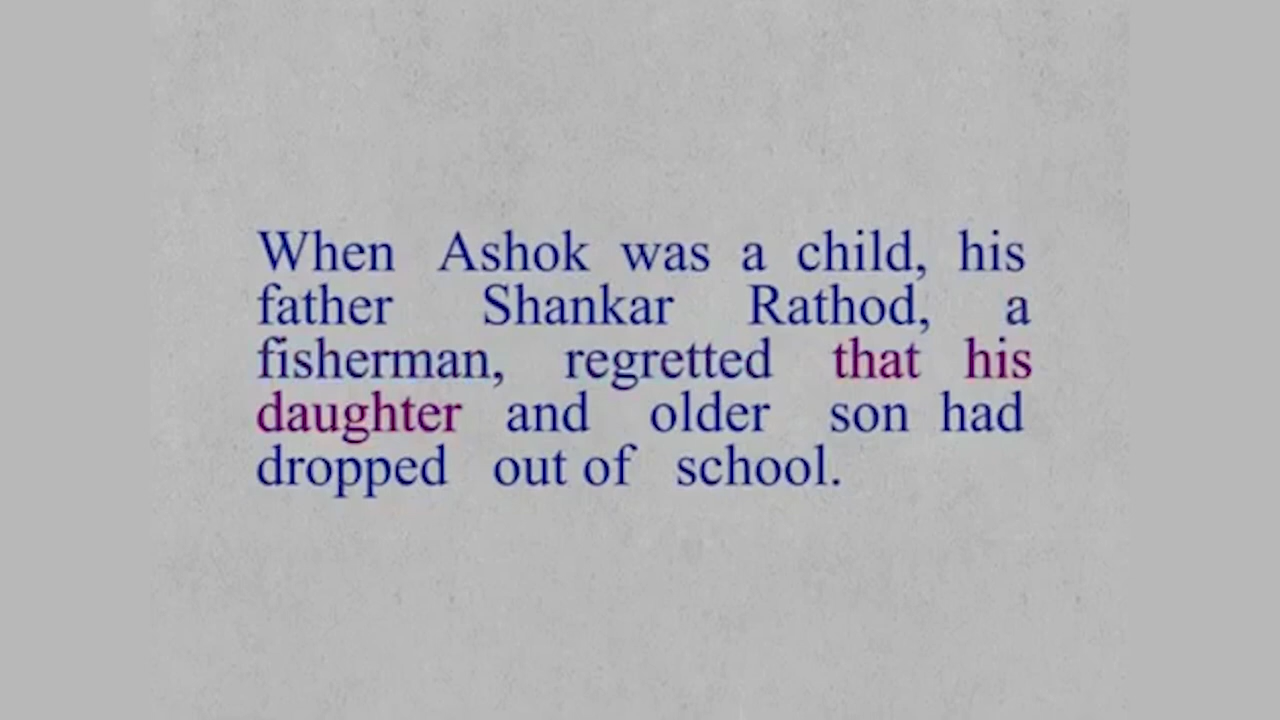 When Ashok was a child, his
father Shankar Rathod, a
fisherman, regretted that his
daughter and older son had
dropped out of school.